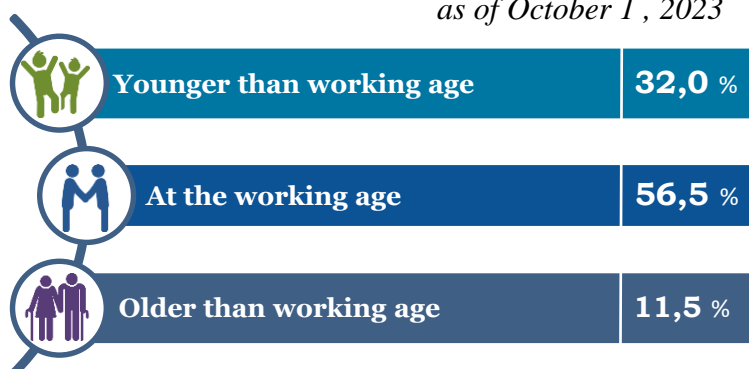 as of October 1 , 2023
Younger than working age 32,0 %
At the working age 56,5 %
Older than working age 11,5 %